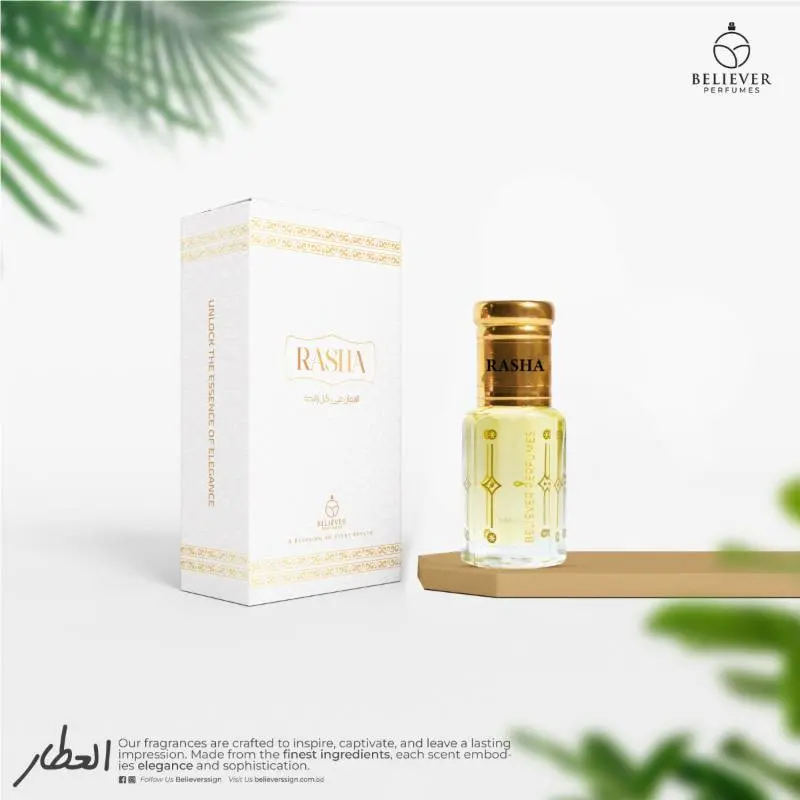 BELIEVER
PERFUMES
UNLOCK THE ESSENCE OF ELEGANCE
RASHA
BELIEVER
RASHA
BELIEVER PERFUMES
العطار
Our fragrances are crafted to inspire, captivate, and leave a lasting
impression. Made from the finest ingredients, each scent embod-
ies elegance and sophistication.
Follow Us Believerssign Visit Us believerssign.com.bd